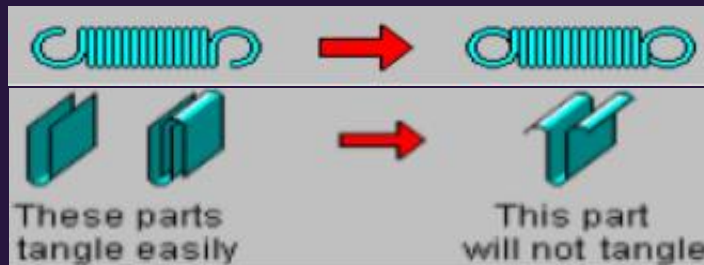 These parts
tangle easily
This part
will not tangle